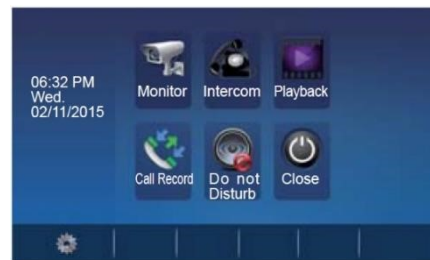 06:32 PM
Wed.
02/11/2015
Monitor
Intercom
Playback
Call Record
Do not
Disturb
Close